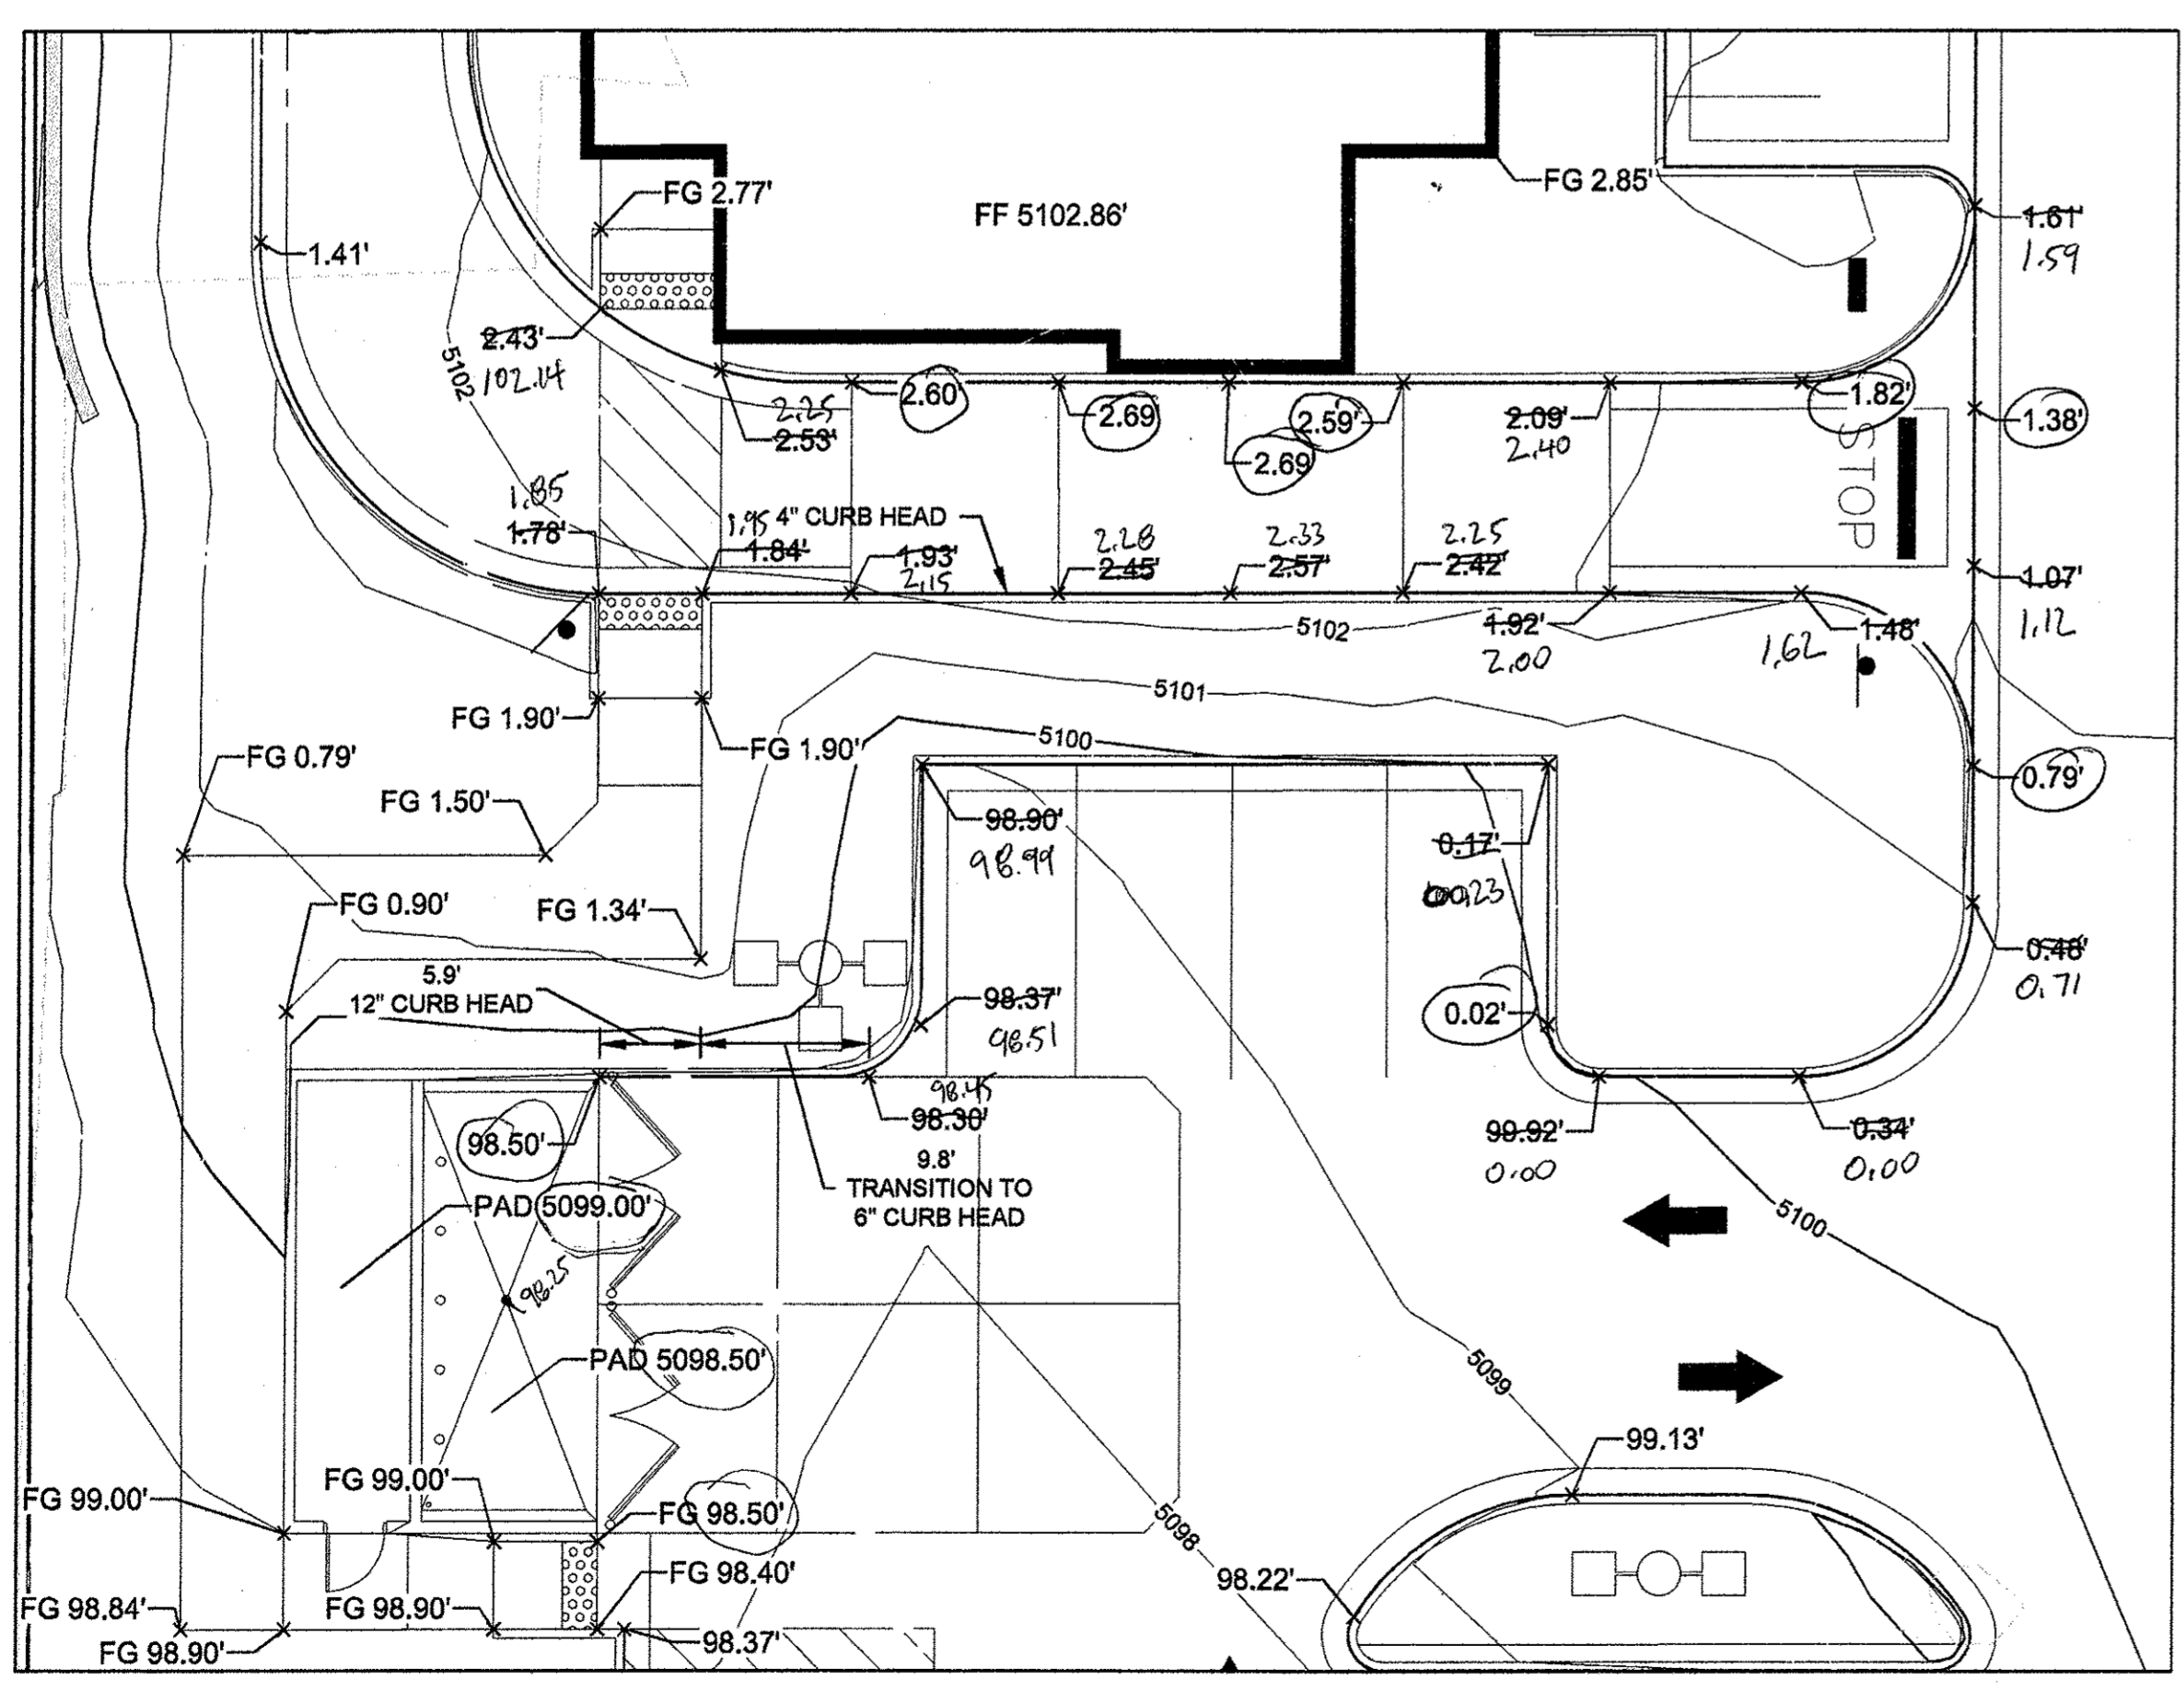 FG 2.77'
FG 2.85'
FF 5102.86'
1.61'
1.59
1.41'
2.43'
102.14
5102
2.60'
2.69
2.59'
2.69
2.09'
2.40
1.82'
1.38'
2.25
2.53'
STOP
1.85
1.78'
1.95
1.84'
4" CURB HEAD
1.93'
2.15
2.28
2.45'
2.33
2.57'
2.25
2.42'
1.07'
1.12
5102
1.92'
2.00
1.48'
1.62
5101
FG 1.90'
FG 1.90'
5100
0.79'
FG 0.79'
FG 1.50'
98.90'
98.99
0.17'
100.23
FG 0.90'
FG 1.34'
0.48'
0.71
5.9'
12" CURB HEAD
98.37'
98.51
0.02'
98.45
98.30'
98.50'
99.92'
0.00
0.34'
0.00
9.8'
TRANSITION TO
6" CURB HEAD
PAD 5099.00'
5100
98.25
PAD 5098.50'
5099
99.13'
FG 99.00'
FG 99.00'
FG 98.50'
5098
FG 98.40'
98.22'
FG 98.84'
FG 98.90'
FG 98.90'
98.37'